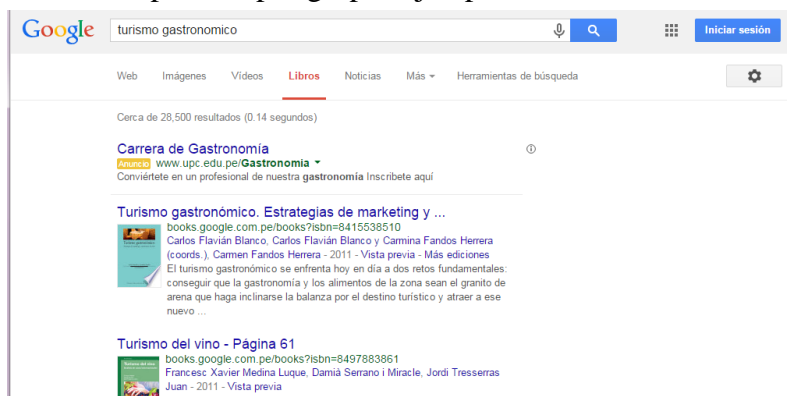 Google turismo gastronomico Iniciar sesión
Web Imágenes Vídeos Libros Noticias Más Herramientas de búsqueda
Cerca de 28,500 resultados (0.14 segundos)
Carrera de Gastronomía
Anuncio www.upc.edu.pe/Gastronomia
Conviértete en un profesional de nuestra gastronomía Inscribete aquí
Turismo gastronómico. Estrategias de marketing y ...
books.google.com.pe/books?isbn=8415538510
Carlos Flavián Blanco, Carlos Flavián Blanco y Carmina Fandos Herrera
(coords.), Carmen Fandos Herrera - 2011 - Vista previa - Más ediciones
El turismo gastronómico se enfrenta hoy en día a dos retos fundamentales:
conseguir que la gastronomía y los alimentos de la zona sean el granito de
arena que haga inclinarse la balanza por el destino turístico y atraer a ese
nuevo ...
Turismo del vino - Página 61
books.google.com.pe/books?isbn=8497883861
Francesc Xavier Medina Luque, Damià Serrano i Miracle, Jordi Tresserras
Juan - 2011 - Vista previa